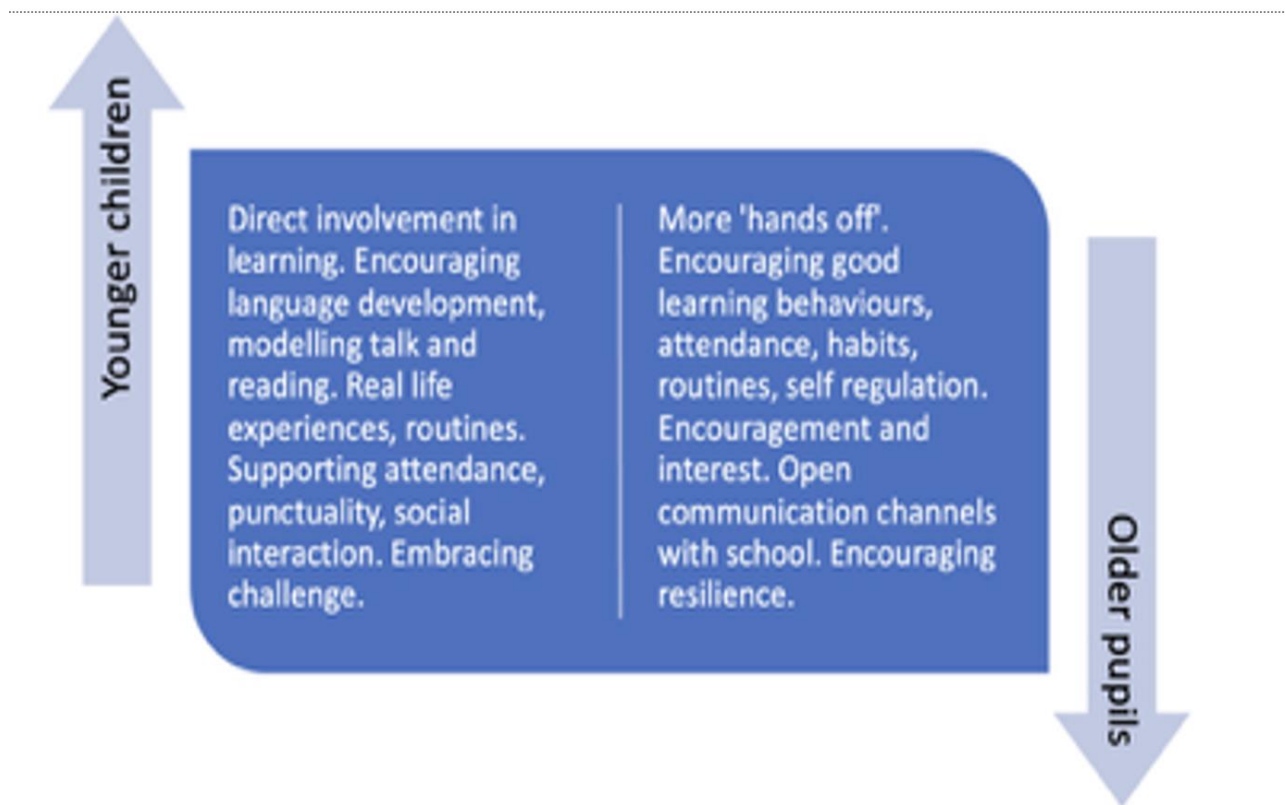 Younger children
Direct involvement in
learning. Encouraging
language development,
modelling talk and
reading. Real life
experiences, routines.
Supporting attendance,
punctuality, social
interaction. Embracing
challenge.
More 'hands off'.
Encouraging good
learning behaviours,
attendance, habits,
routines, self regulation.
Encouragement and
interest. Open
communication channels
with school. Encouraging
resilience.
Older pupils